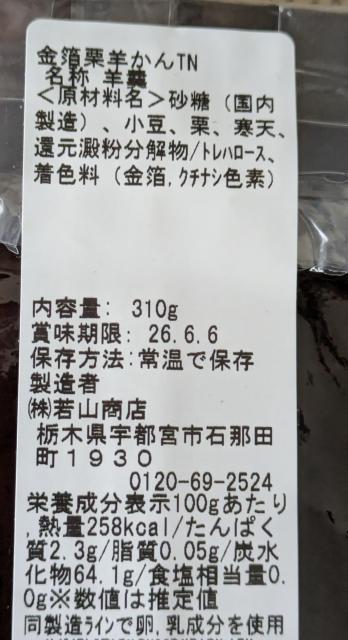 金箔栗羊かんTN
名称 羊羹
＜原材料名＞砂糖（国内
製造）、小豆、栗、寒天、
還元澱粉分解物/トレハロース、
着色料（金箔,クチナシ色素）
内容量: 310g
賞味期限: 26.6.6
保存方法:常温で保存
製造者
㈱若山商店
栃木県宇都宮市石那田
町１９３０
0120-69-2524
栄養成分表示100gあたり
,熱量258kcal/たんぱく
質2.3g/脂質0.05g/炭水
化物64.1g/食塩相当量0.
0g※数値は推定値
同製造ラインで卵,乳成分を使用